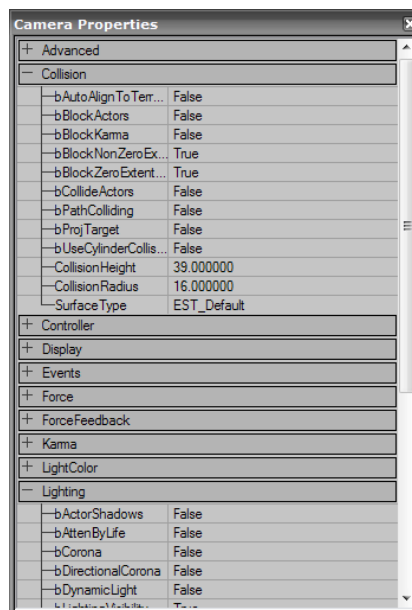 Camera Properties
Advanced
Collision
bAutoAlignToTerr... False
bBlockActors False
bBlockKarma False
bBlockNonZeroEx... True
bBlockZeroExtent... True
bCollideActors False
bPathColliding False
bProjTarget False
bUseCylinderCollis... False
CollisionHeight 39.000000
CollisionRadius 16.000000
SurfaceType EST_Default
Controller
Display
Events
Force
ForceFeedback
Karma
LightColor
Lighting
bActorShadows False
bAttenByLife False
bCorona False
bDirectionalCorona False
bDynamicLight False
bLightingVisibility True